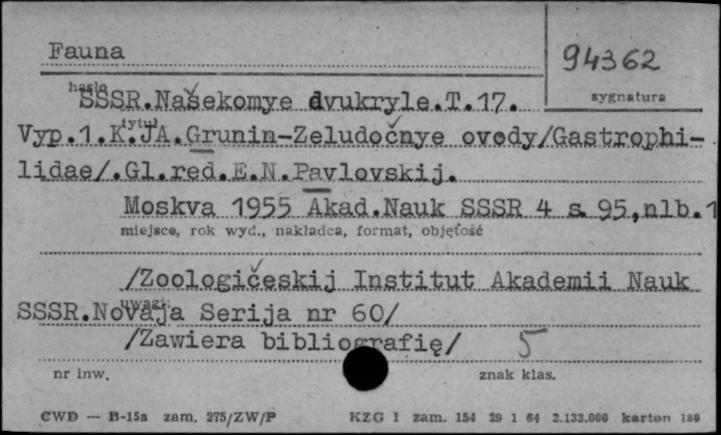 Fauna
94362
hasło
sygnatura
SSSR.Našekomye dvukryle.T.17.
tytuł
Vyp.1.K.JA.Grunin-Zeludočnye ovody/Gastrophi-
lidae/.Gl.red.E.N.Pavlovskij.
Moskva 1955 Akad.Nauk SSSR 4 s.95,nlb.1
miejsce, rok wyd., nakładca, format, objętość
/Zoologičeskij Institut Akademii Nauk
uwagi:
SSSR.Novaja Serija nr 60/
/Zawiera bibliografię/ 5
nr inw. znak klas.
CWD — B-15a zam. 275/ZW/P KZG I zam. 154 29 1 64 2.133.000 karton 180